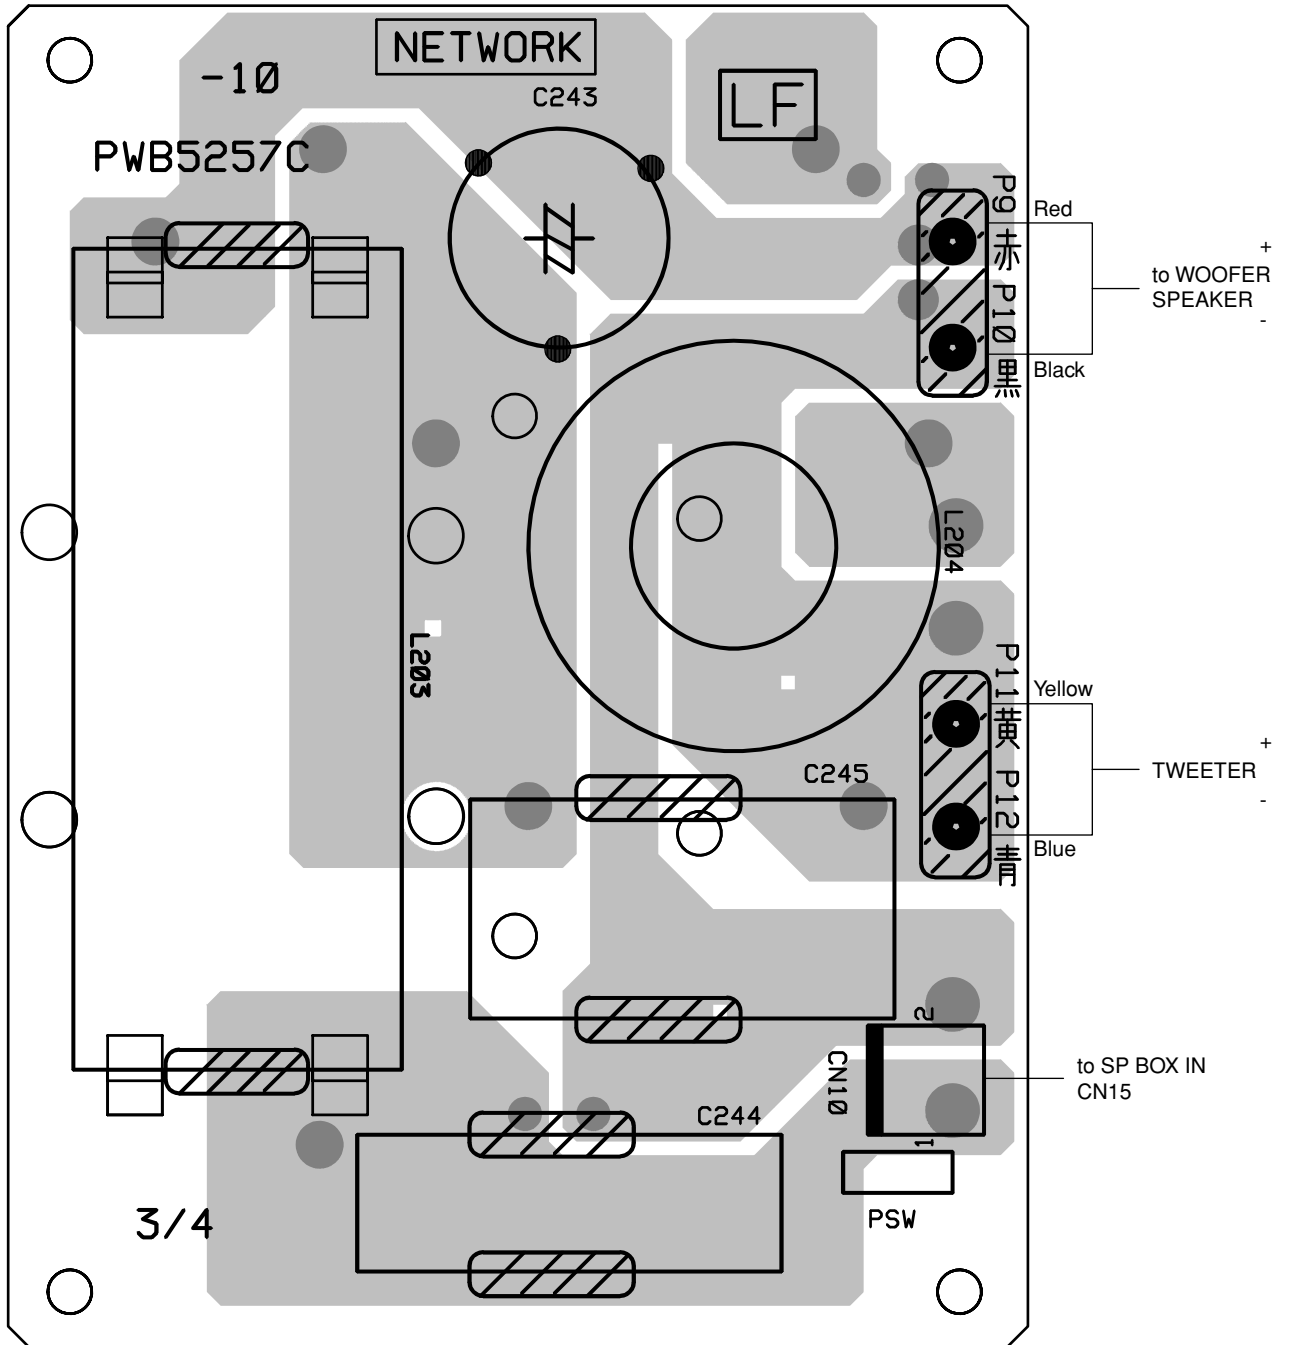 NETWORK
-10
C243
LF
PWB5257C
P9 赤
Red
+
to WOOFER
SPEAKER
-
P10 黒
Black
L204
L203
P11 黄
Yellow
+
TWEETER
-
C245
P12 青
Blue
2
CN10
to SP BOX IN
CN15
C244
1
3/4
PSW